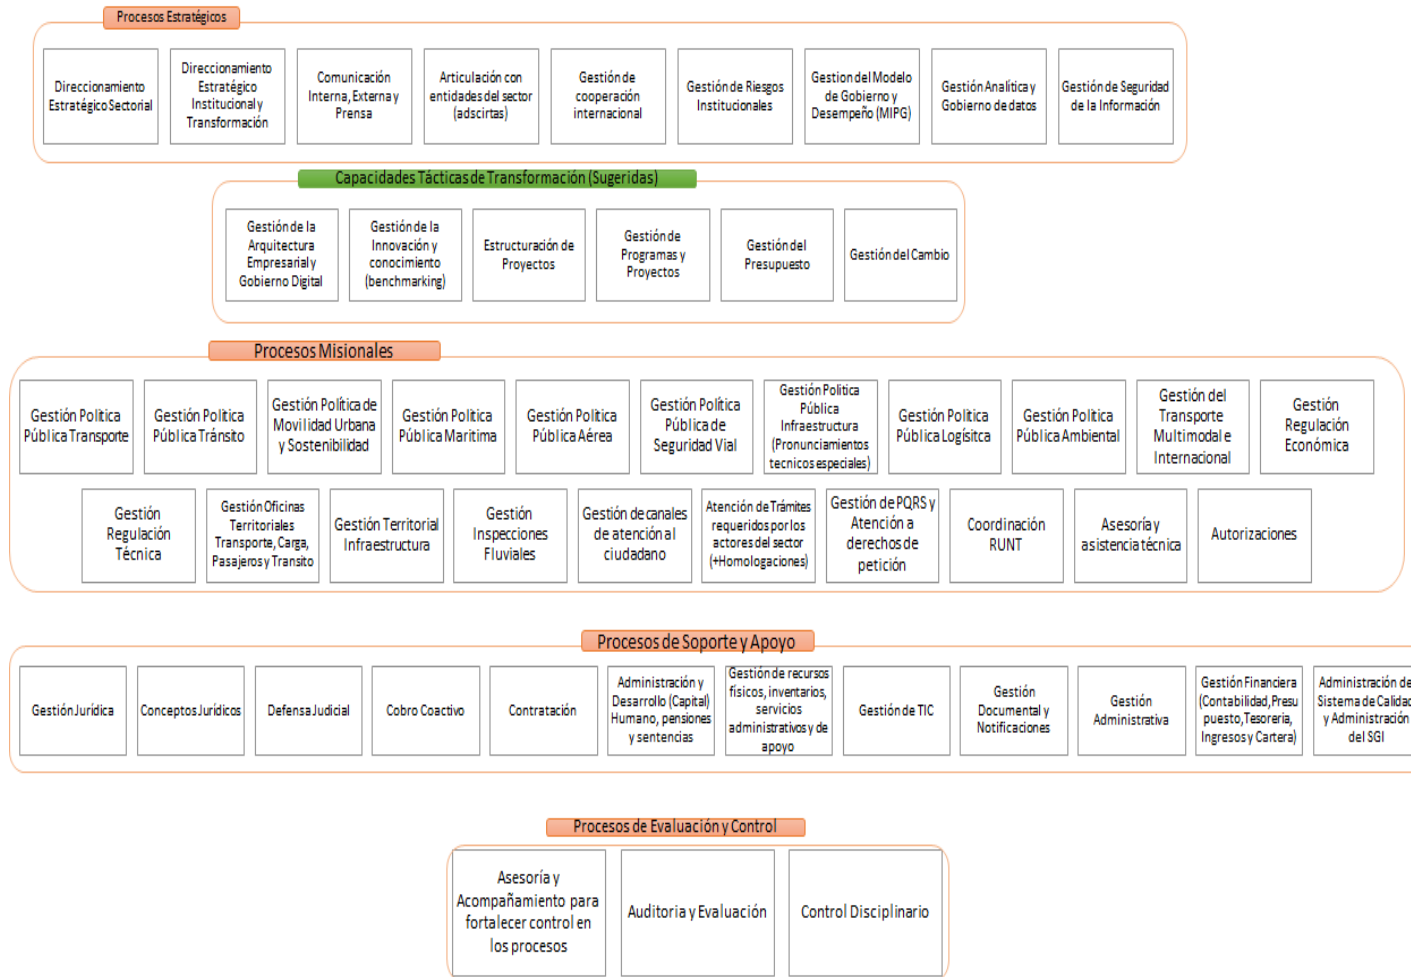 Procesos Estratégicos
Direccionamiento
Estratégico Sectorial
Direccionamiento
Estratégico
Institucional y
Transformación
Comunicación
Interna, Externa y
Prensa
Articulación con
entidades del sector
(adscirtas)
Gestión de
cooperación
internacional
Gestión de Riesgos
Institucionales
Gestion del Modelo
de Gobierno y
Desempeño (MIPG)
Gestión Analítica y
Gobierno de datos
Gestión de Seguridad
de la Información
Capacidades Tácticas de Transformación (Sugeridas)
Gestión de la
Arquitectura
Empresarial y
Gobierno Digital
Gestión de la
Innovación y
conocimiento
(benchmarking)
Estructuración de
Proyectos
Gestión de
Programas y
Proyectos
Gestión del
Presupuesto
Gestión del Cambio
Procesos Misionales
Gestión Política
Pública Transporte
Gestión Política
Pública Tránsito
Gestión Política de
Movilidad Urbana
y Sostenibilidad
Gestión Política
Pública Maritima
Gestión Política
Pública Aérea
Gestión Política
Pública de
Seguridad Vial
Gestión Politica
Pública
Infraestructura
(Pronunciamientos
tecnicos especiales)
Gestión Política
Pública Logísitca
Gestión Política
Pública Ambiental
Gestión del
Transporte
Multimodal e
Internacional
Gestión
Regulación
Económica
Gestión
Regulación
Técnica
Gestión Oficinas
Territoriales
Transporte, Carga,
Pasajeros y Transito
Gestión Territorial
Infraestructura
Gestión
Inspecciones
Fluviales
Gestión de canales
de atención al
ciudadano
Atención de Trámites
requeridos por los
actores del sector
(+Homologaciones)
Gestión de PQRS y
Atención a
derechos de
petición
Coordinación
RUNT
Asesoría y
asistencia técnica
Autorizaciones
Procesos de Soporte y Apoyo
Gestión Jurídica
Conceptos Jurídicos
Defensa Judicial
Cobro Coactivo
Contratación
Administración y
Desarrollo (Capital)
Humano, pensiones
y sentencias
Gestión de recursos
físicos, inventarios,
servicios
administrativos y de
apoyo
Gestión de TIC
Gestión
Documental y
Notificaciones
Gestión
Administrativa
Gestión Financiera
(Contabilidad, Presu
puesto, Tesoreria,
Ingresos y Cartera)
Administración de
Sistema de Calidad
y Administración
del SGI
Procesos de Evaluación y Control
Asesoría y
Acompañamiento para
fortalecer control en
los procesos
Auditoria y Evaluación
Control Disciplinario